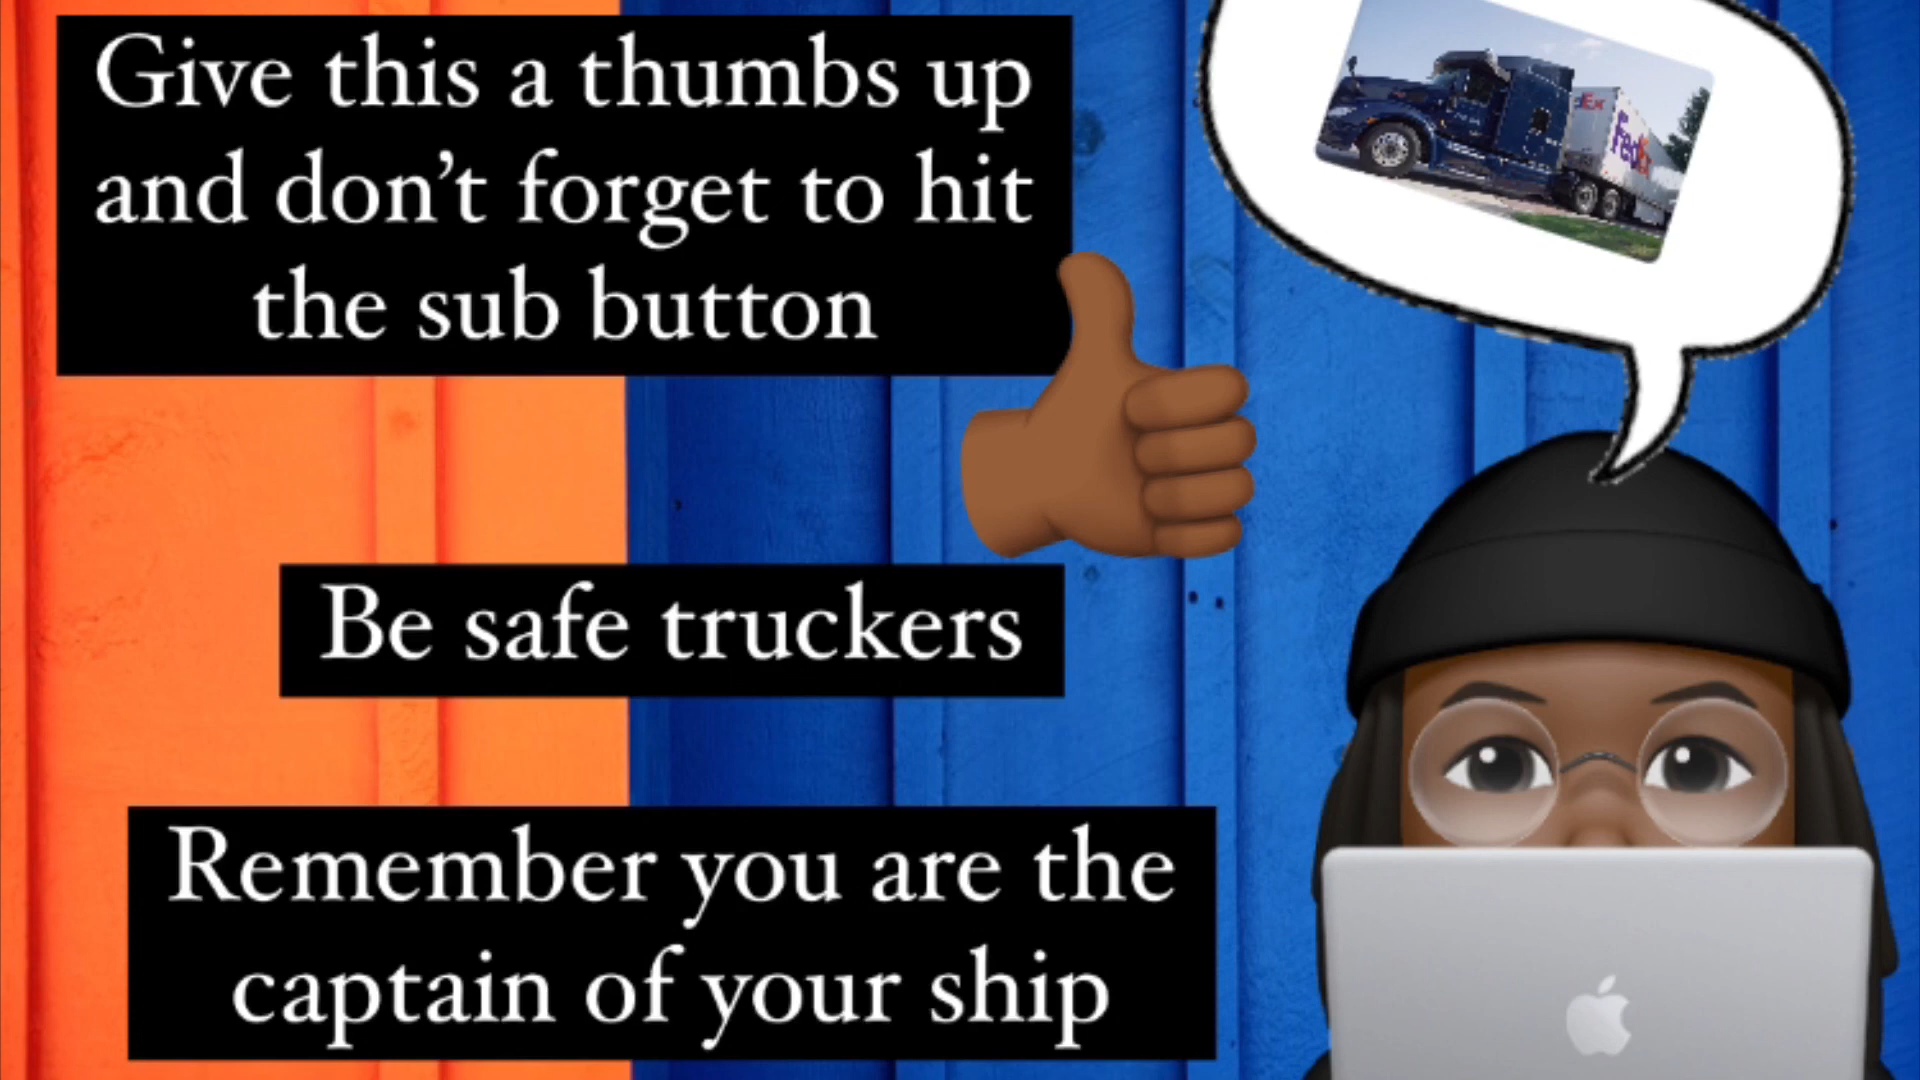 Give this a thumbs up
and don’t forget to hit
the sub button
FedEx
Be safe truckers
Remember you are the
captain of your ship